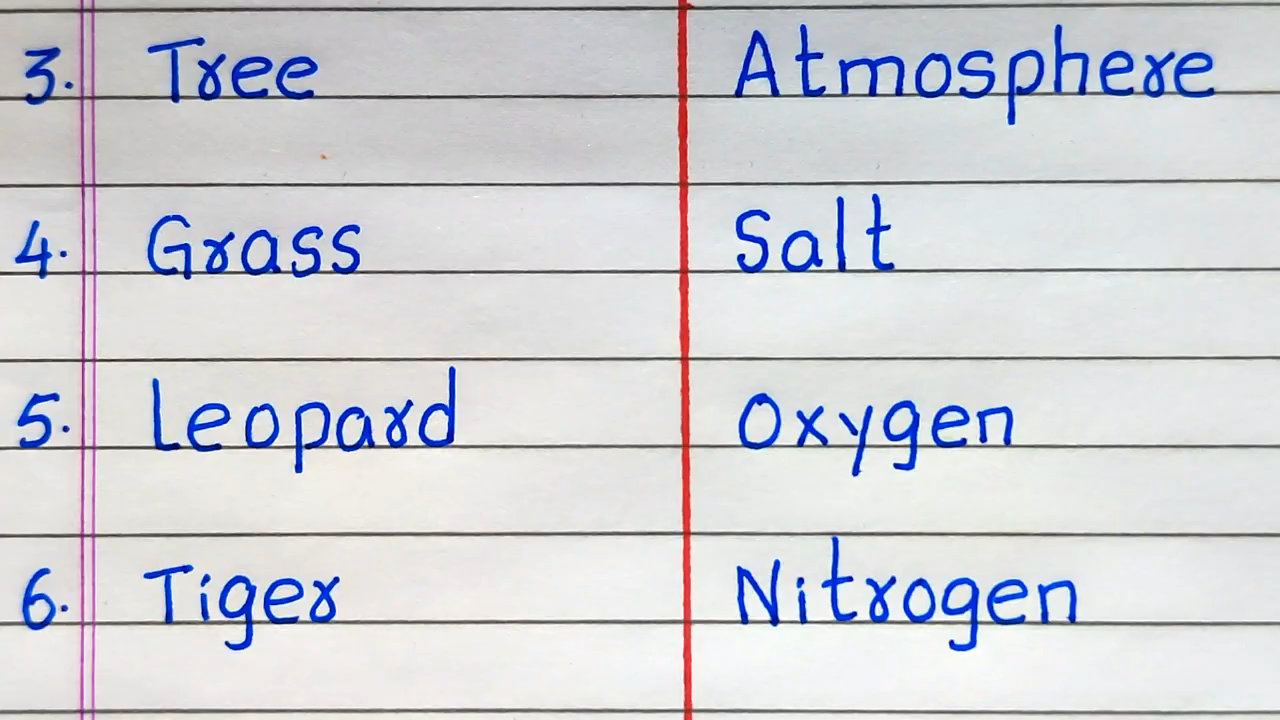 3. Tree Atmosphere
4. Grass Salt
5. Leopard Oxygen
6. Tiger Nitrogen